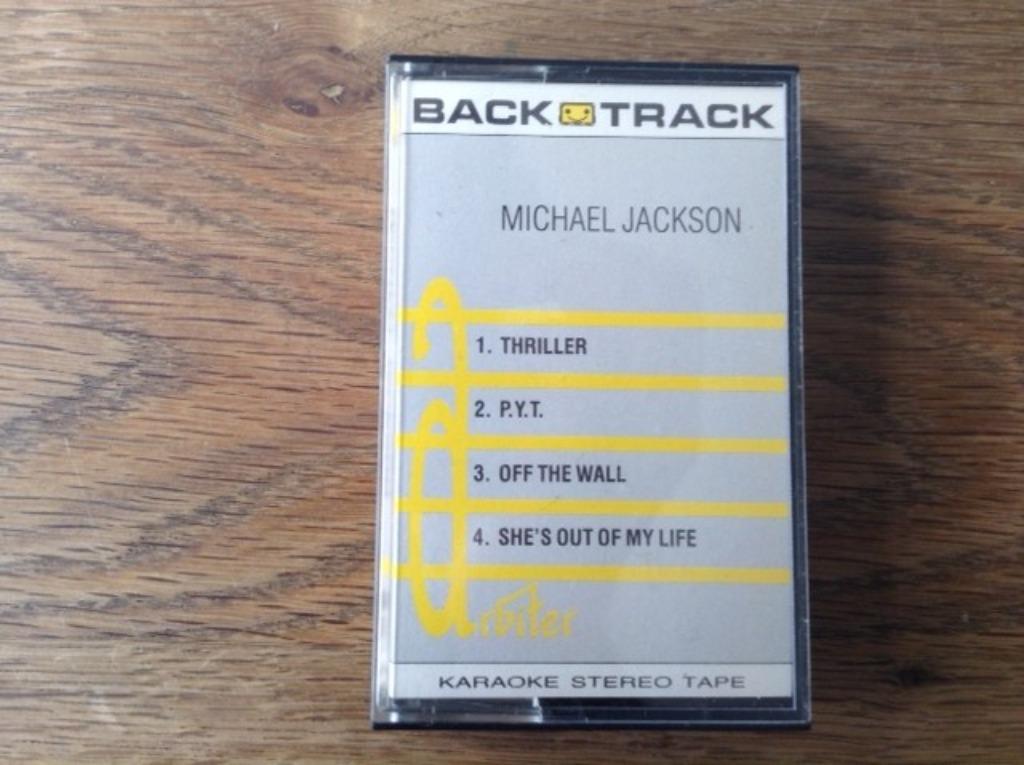 BACK TRACK
MICHAEL JACKSON
1. THRILLER
2. P.Y.T.
3. OFF THE WALL
4. SHE'S OUT OF MY LIFE
arbiter
KARAOKE STEREO TAPE